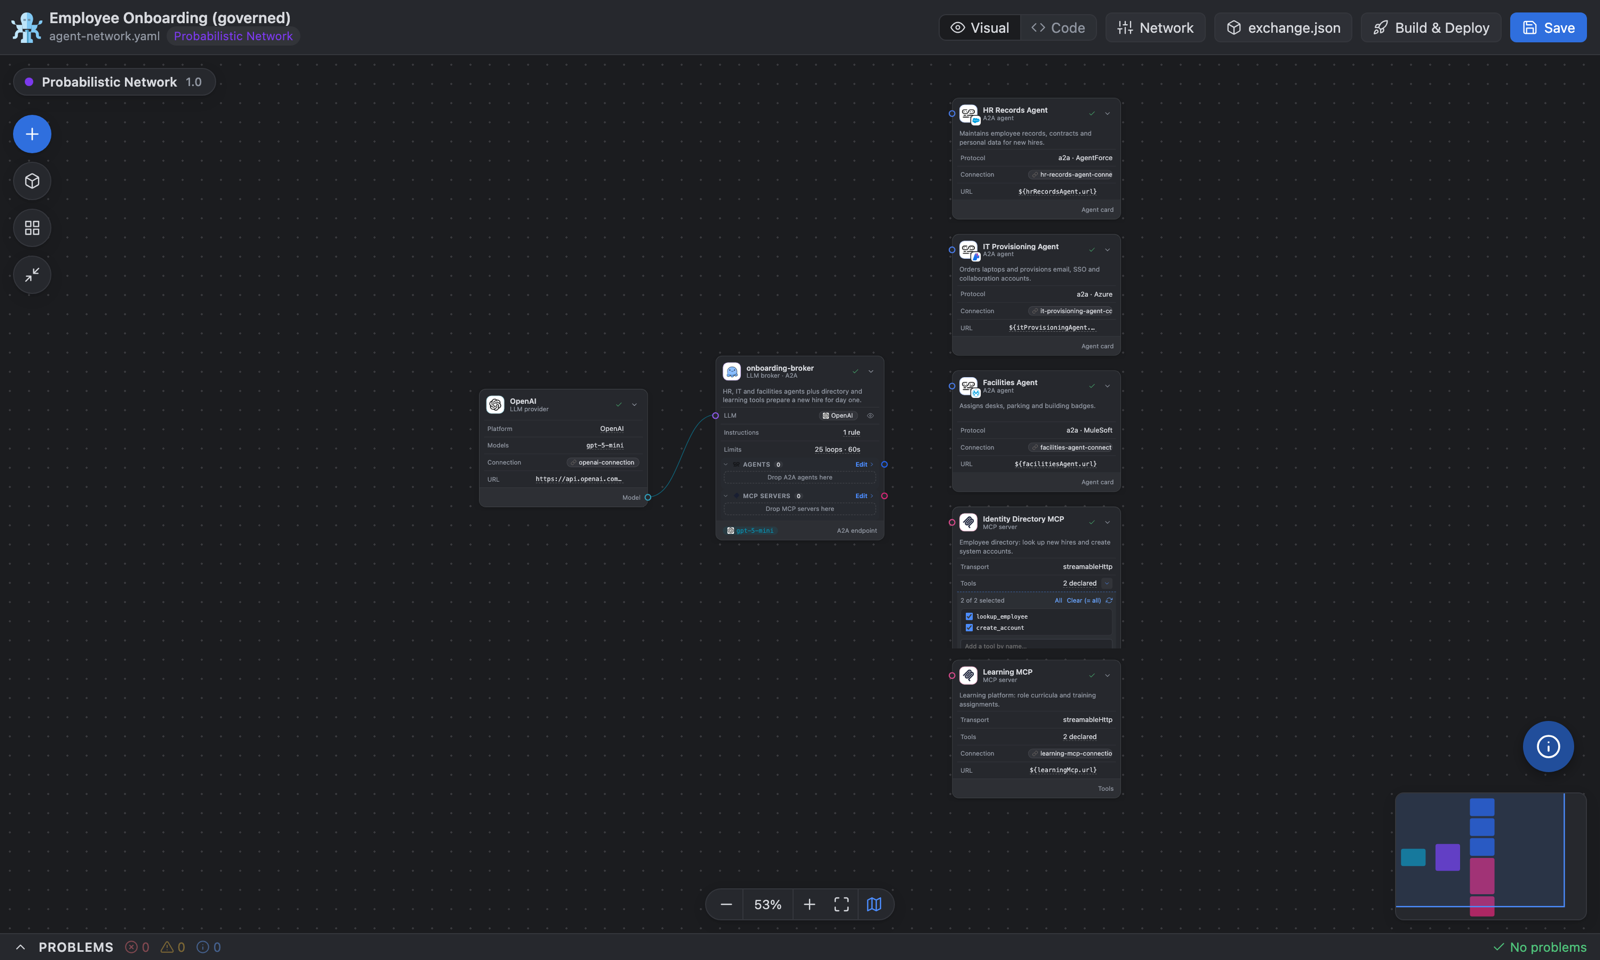 Employee Onboarding (governed)
agent-network.yaml Probabilistic Network
Visual
Code
Network
exchange.json
Build & Deploy
Save
Probabilistic Network 1.0
HR Records Agent
A2A agent
Maintains employee records, contracts and
personal data for new hires.
Protocol a2a · AgentForce
Connection hr-records-agent-conne
URL ${hrRecordsAgent.url}
Agent card
IT Provisioning Agent
A2A agent
Orders laptops and provisions email, SSO and
collaboration accounts.
Protocol a2a · Azure
Connection it-provisioning-agent-cc
URL ${itProvisioningAgent...
Agent card
OpenAI
LLM provider
Platform OpenAI
Models gpt-5-mini
Connection openai-connection
URL https://api.openai.com…
Model
onboarding-broker
LLM broker · A2A
HR, IT and facilities agents plus directory and
learning tools prepare a new hire for day one.
LLM OpenAI
Instructions 1 rule
Limits 25 loops · 60s
AGENTS 0 Edit
Drop A2A agents here
MCP SERVERS 0 Edit
Drop MCP servers here
gpt-5-mini A2A endpoint
Facilities Agent
A2A agent
Assigns desks, parking and building badges.
Protocol a2a · MuleSoft
Connection facilities-agent-connect
URL ${facilitiesAgent.url}
Agent card
Identity Directory MCP
MCP server
Employee directory: look up new hires and create
system accounts.
Transport streamableHttp
Tools 2 declared
2 of 2 selected All Clear (= all)
lookup_employee
create_account
Add a tool by name...
Learning MCP
MCP server
Learning platform: role curricula and training
assignments.
Transport streamableHttp
Tools 2 declared
Connection learning-mcp-connectio
URL ${learningMcp.url}
Tools
53%
PROBLEMS 0 0 0
No problems